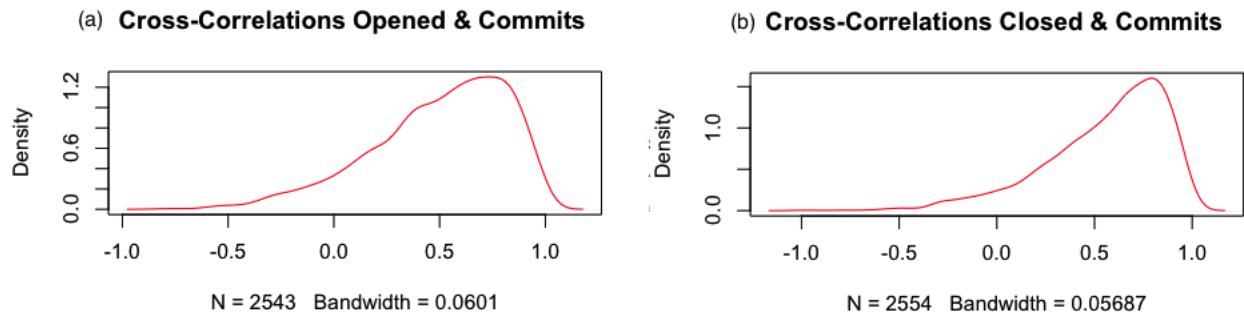 (a) Cross-Correlations Opened & Commits
Density
0.0 0.6 1.2
-1.0 -0.5 0.0 0.5 1.0
N = 2543 Bandwidth = 0.0601
(b) Cross-Correlations Closed & Commits
Density
0.0 1.0
-1.0 -0.5 0.0 0.5 1.0
N = 2554 Bandwidth = 0.05687